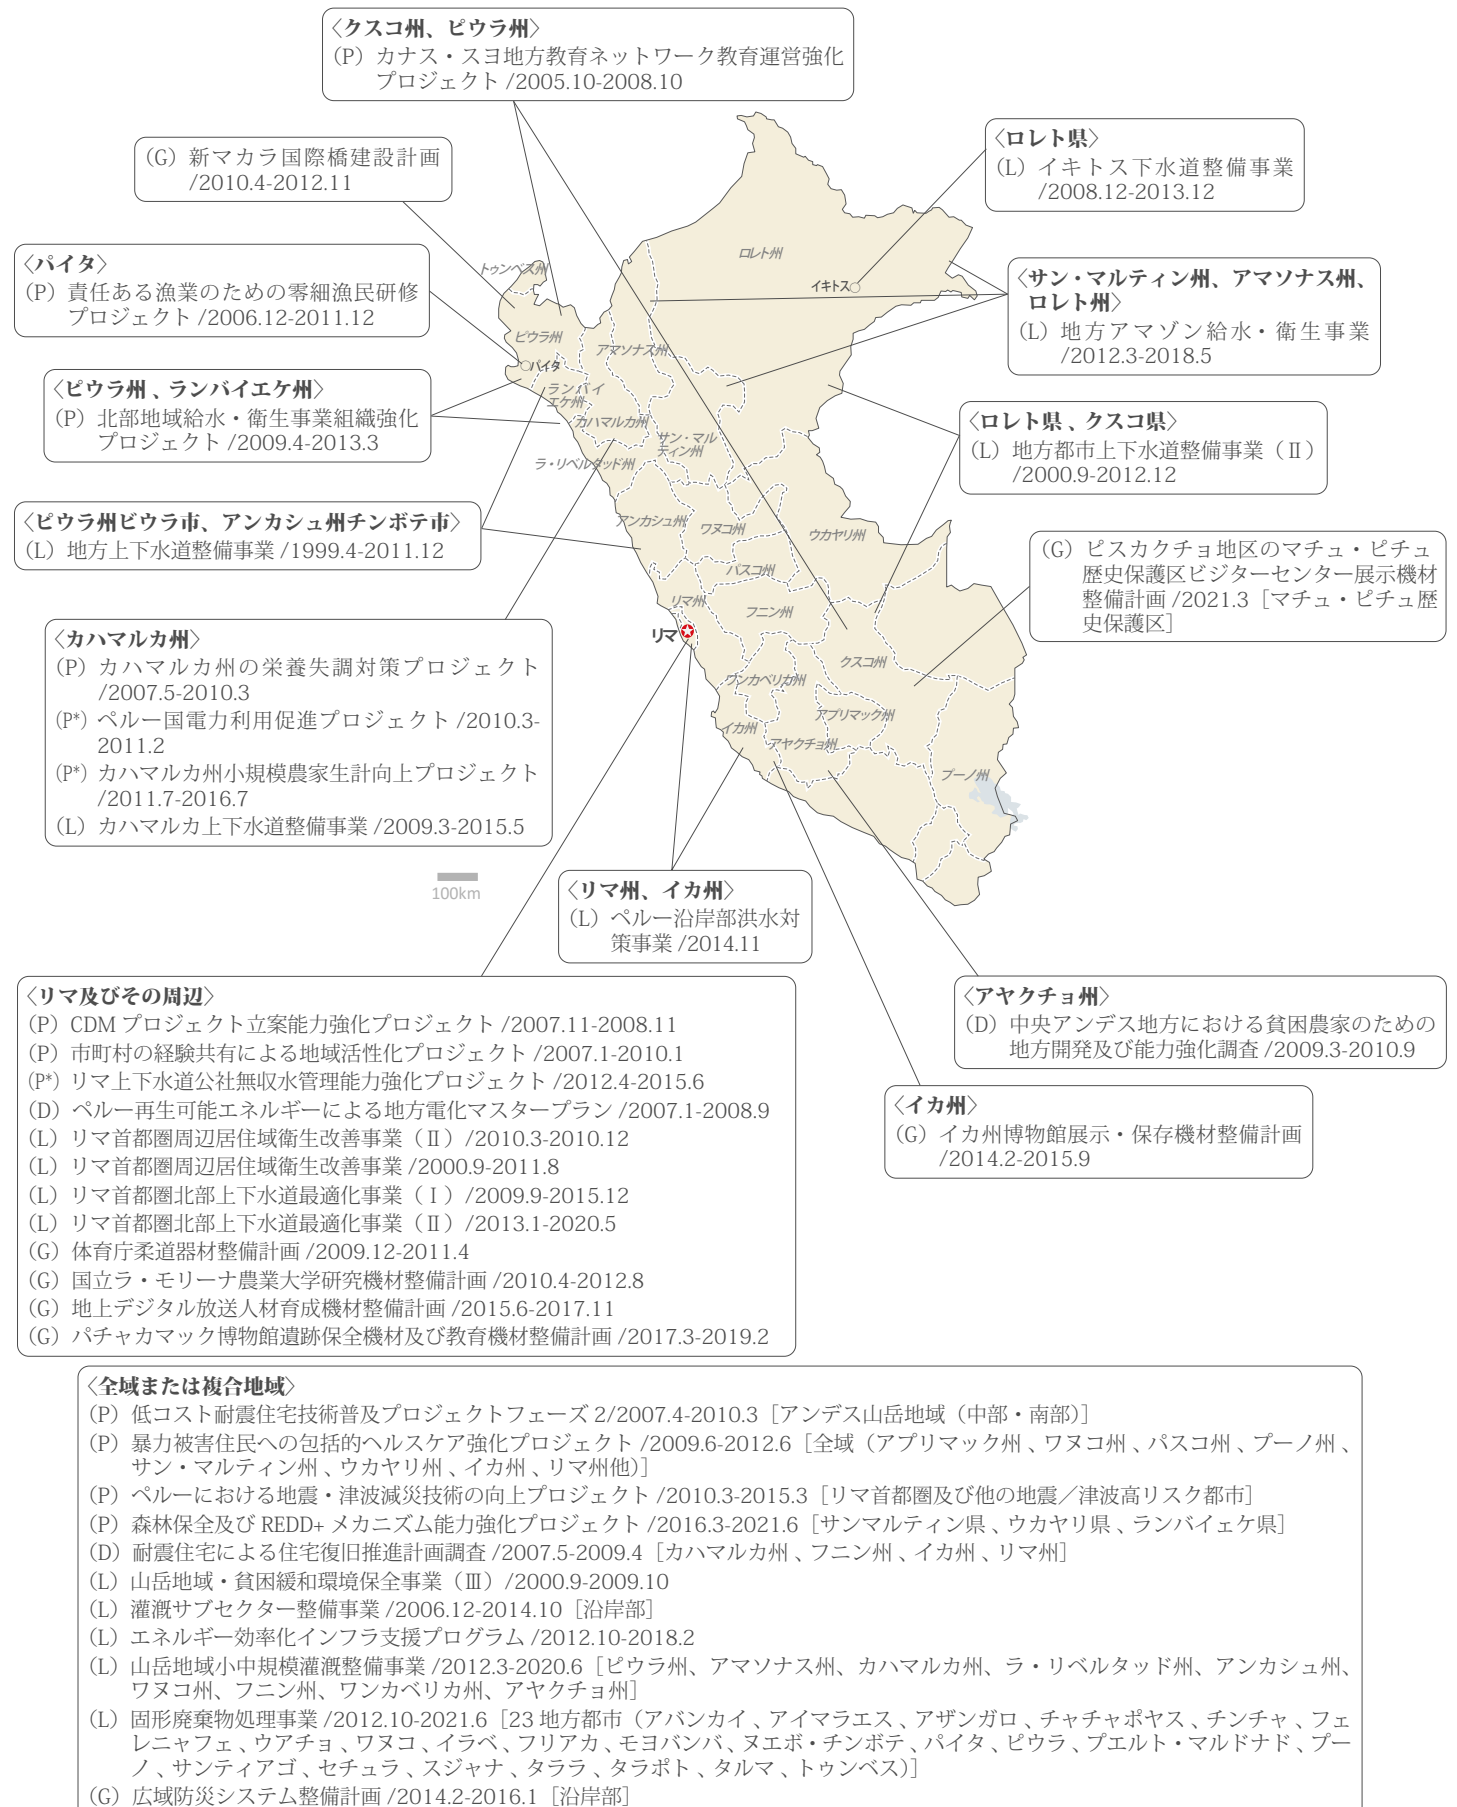 〈クスコ州、ピウラ州〉
（P）カナス・スヨ地方教育ネットワーク教育運営強化
プロジェクト /2005.10-2008.10
（G）新マカラ国際橋建設計画
/2010.4-2012.11
〈ロレト県〉
（L）イキトス下水道整備事業
/2008.12-2013.12
〈パイタ〉
（P）責任ある漁業のための零細漁民研修
プロジェクト /2006.12-2011.12
〈サン・マルティン州、アマソナス州、
ロレト州〉
（L）地方アマゾン給水・衛生事業
/2012.3-2018.5
〈ピウラ州、ランバイエケ州〉
（P）北部地域給水・衛生事業組織強化
プロジェクト /2009.4-2013.3
〈ロレト県、クスコ県〉
（L）地方都市上下水道整備事業（Ⅱ）
/2000.9-2012.12
〈ピウラ州ピウラ市、アンカシュ州チンボテ市〉
（L）地方上下水道整備事業 /1999.4-2011.12
（G）ピスカクチョ地区のマチュ・ピチュ
歴史保護区ビジターセンター展示機材
整備計画 /2021.3［マチュ・ピチュ歴
史保護区］
〈カハマルカ州〉
（P）カハマルカ州の栄養失調対策プロジェクト
/2007.5-2010.3
（P*）ペルー国電力利用促進プロジェクト /2010.3-
2011.2
（P*）カハマルカ州小規模農家生計向上プロジェクト
/2011.7-2016.7
（L）カハマルカ上下水道整備事業 /2009.3-2015.5
トゥンベス州
ロレト州
イキトス
ピウラ州
アマソナス州
パイタ
ランバイ
エケ州
カハマルカ州
サン・マル
ティン州
ラ・リベルタッド州
アンカシュ州
ワヌコ州
ウカヤリ州
パスコ州
リマ州
フニン州
リマ
クスコ州
ワンカベリカ州
アプリマック州
イカ州
アヤクチョ州
プーノ州
100km
〈リマ州、イカ州〉
（L）ペルー沿岸部洪水対
策事業 /2014.11
〈リマ及びその周辺〉
（P）CDM プロジェクト立案能力強化プロジェクト /2007.11-2008.11
（P）市町村の経験共有による地域活性化プロジェクト /2007.1-2010.1
（P*）リマ上下水道公社無収水管理能力強化プロジェクト /2012.4-2015.6
（D）ペルー再生可能エネルギーによる地方電化マスタープラン /2007.1-2008.9
（L）リマ首都圏周辺居住域衛生改善事業（Ⅱ）/2010.3-2010.12
（L）リマ首都圏周辺居住域衛生改善事業 /2000.9-2011.8
（L）リマ首都圏北部上下水道最適化事業（Ⅰ）/2009.9-2015.12
（L）リマ首都圏北部上下水道最適化事業（Ⅱ）/2013.1-2020.5
（G）体育庁柔道器材整備計画 /2009.12-2011.4
（G）国立ラ・モリーナ農業大学研究機材整備計画 /2010.4-2012.8
（G）地上デジタル放送人材育成機材整備計画 /2015.6-2017.11
（G）パチャカマック博物館遺跡保全機材及び教育機材整備計画 /2017.3-2019.2
〈アヤクチョ州〉
（D）中央アンデス地方における貧困農家のための
地方開発及び能力強化調査 /2009.3-2010.9
〈イカ州〉
（G）イカ州博物館展示・保存機材整備計画
/2014.2-2015.9
〈全域または複合地域〉
（P）低コスト耐震住宅技術普及プロジェクトフェーズ 2/2007.4-2010.3［アンデス山岳地域（中部・南部）］
（P）暴力被害住民への包括的ヘルスケア強化プロジェクト /2009.6-2012.6［全域（アプリマック州、ワヌコ州、パスコ州、プーノ州、
サン・マルティン州、ウカヤリ州、イカ州、リマ州他）］
（P）ペルーにおける地震・津波減災技術の向上プロジェクト /2010.3-2015.3［リマ首都圏及び他の地震／津波高リスク都市］
（P）森林保全及び REDD+ メカニズム能力強化プロジェクト /2016.3-2021.6［サンマルティン県、ウカヤリ県、ランバイェケ県］
（D）耐震住宅による住宅復旧推進計画調査 /2007.5-2009.4［カハマルカ州、フニン州、イカ州、リマ州］
（L）山岳地域・貧困緩和環境保全事業（Ⅲ）/2000.9-2009.10
（L）灌漑サブセクター整備事業 /2006.12-2014.10［沿岸部］
（L）エネルギー効率化インフラ支援プログラム /2012.10-2018.2
（L）山岳地域小中規模灌漑整備事業 /2012.3-2020.6［ピウラ州、アマソナス州、カハマルカ州、ラ・リベルタッド州、アンカシュ州、
ワヌコ州、フニン州、ワンカベリカ州、アヤクチョ州］
（L）固形廃棄物処理事業 /2012.10-2021.6［23 地方都市（アバンカイ、アイマラエス、アザンガロ、チャチャポヤス、チンチャ、フェ
レニャフェ、ウアチョ、ワヌコ、イラベ、フリアカ、モヨバンバ、ヌエボ・チンボテ、パイタ、ピウラ、プエルト・マルドナド、プー
ノ、サンティアゴ、セチュラ、スジャナ、タララ、タラポト、タルマ、トゥンベス）］
（G）広域防災システム整備計画 /2014.2-2016.1［沿岸部］